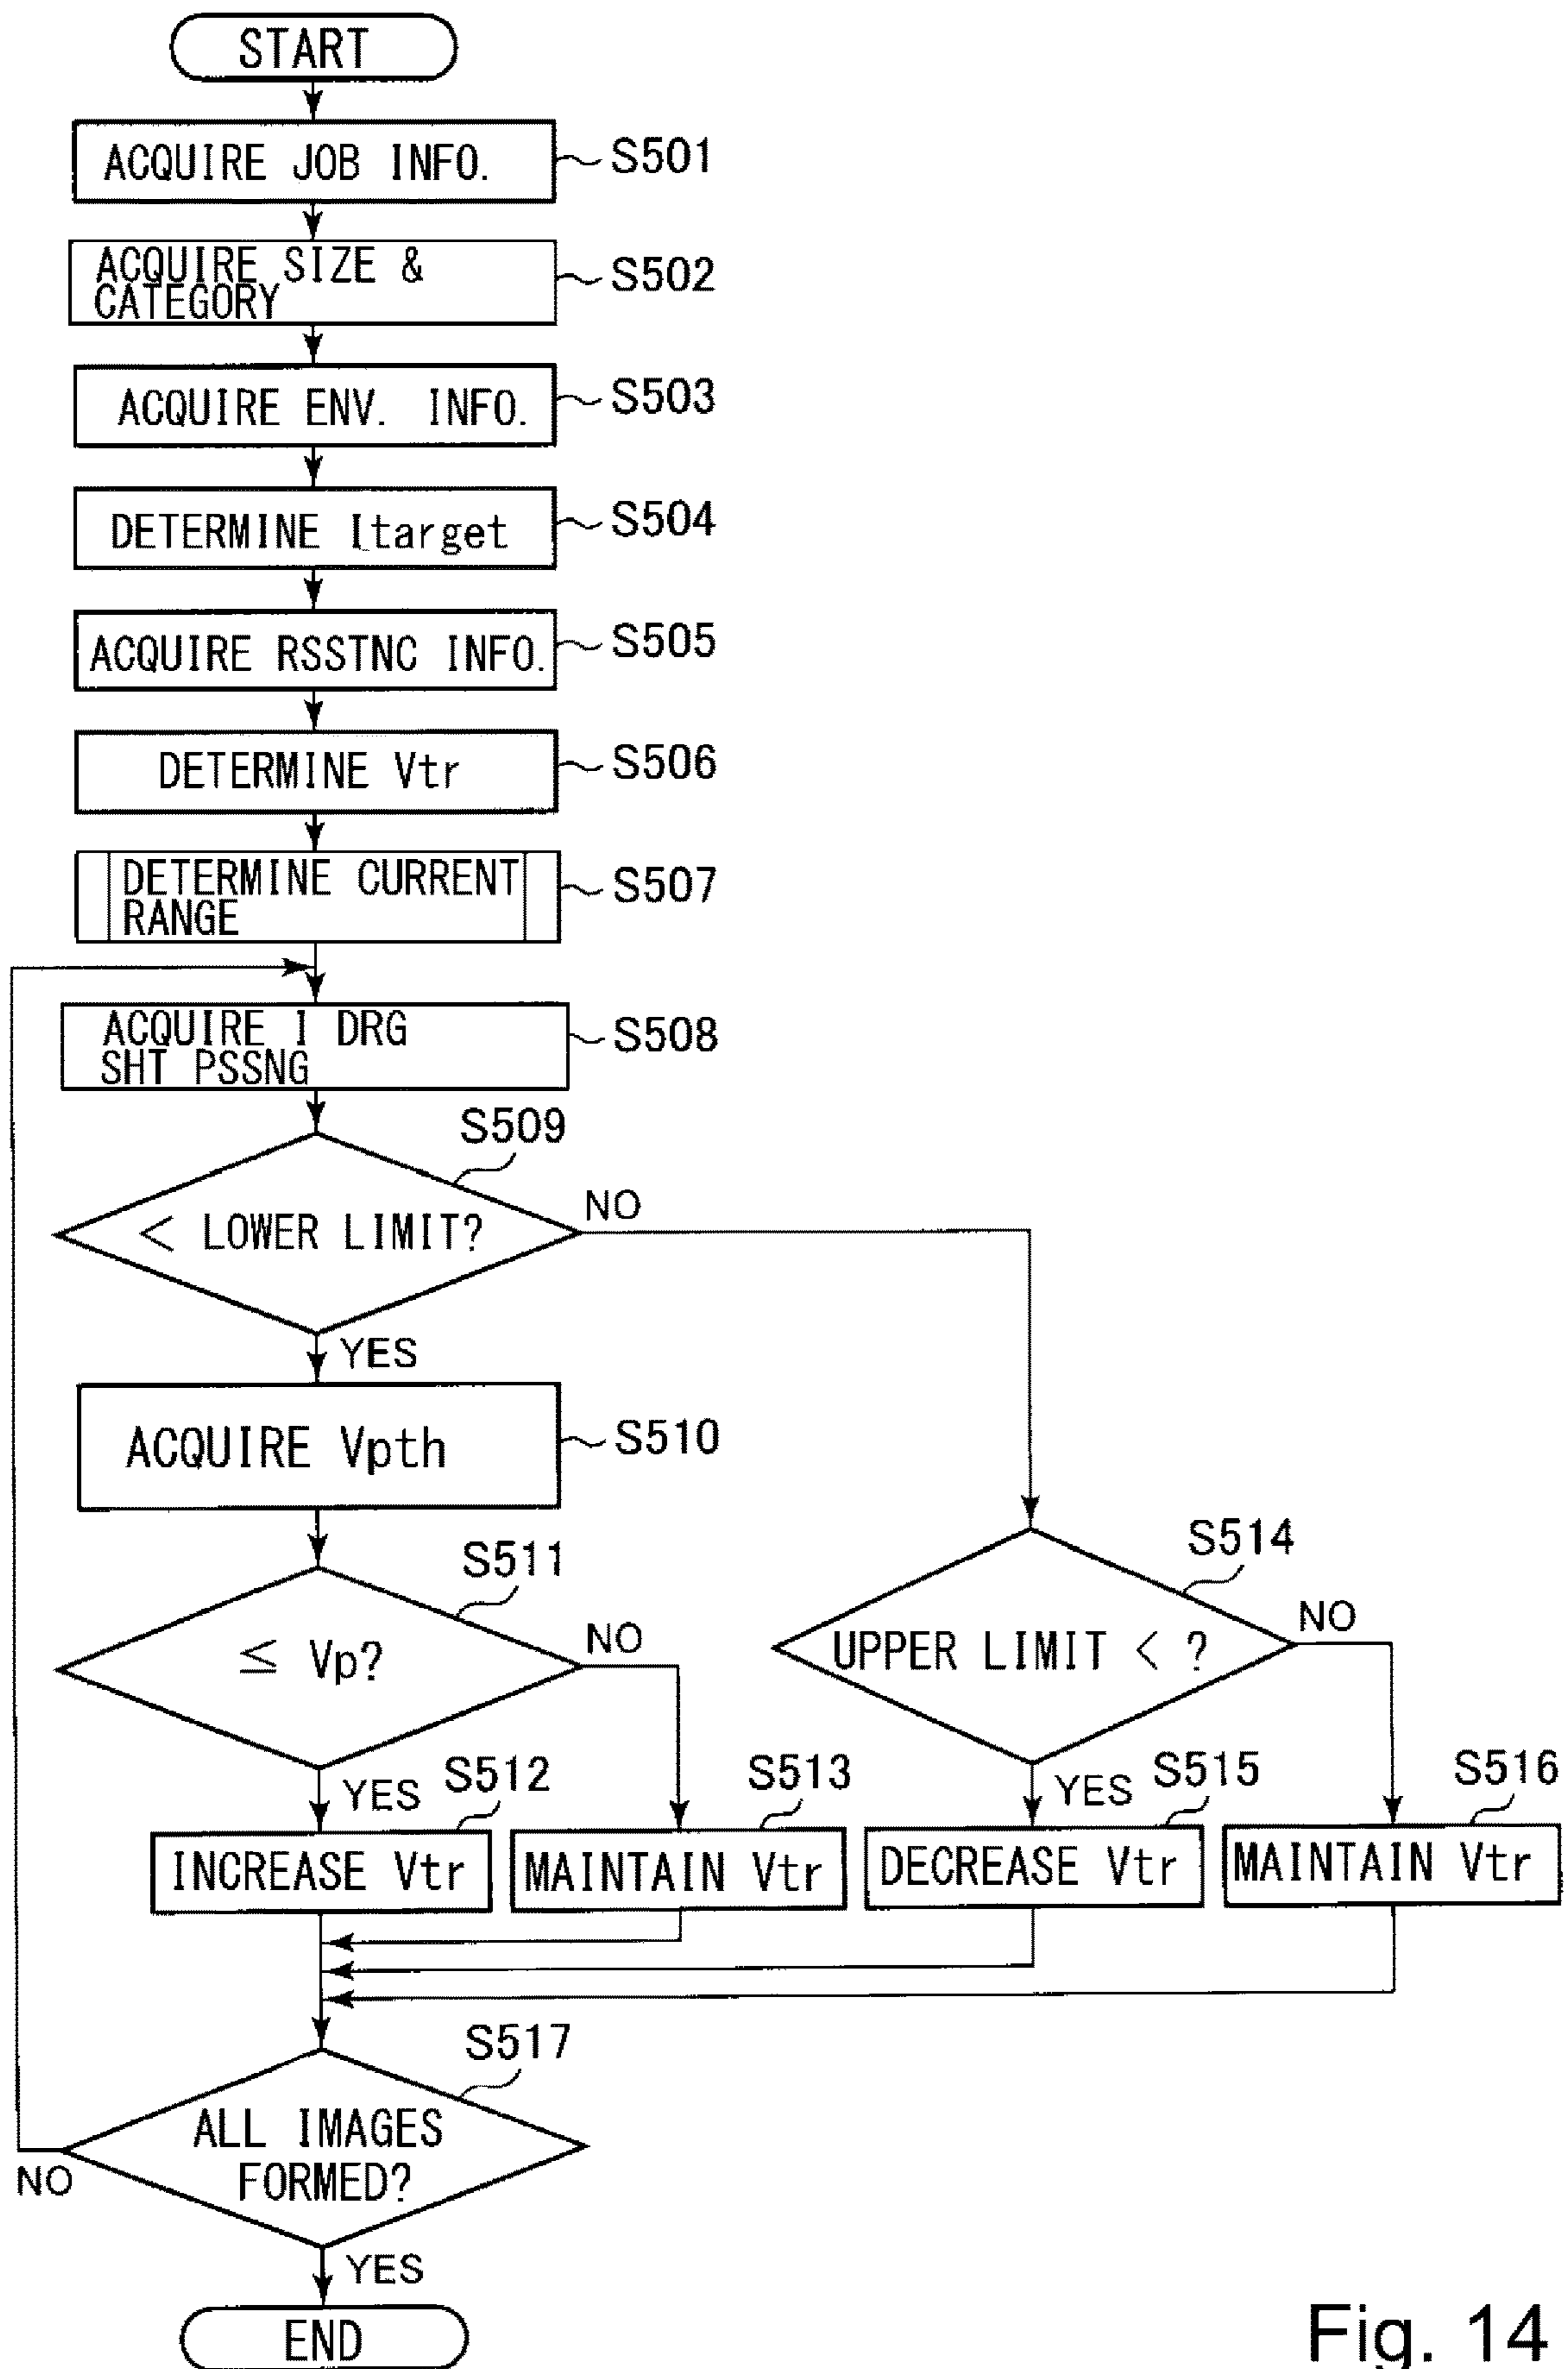 START
ACQUIRE JOB INFO.
S501
ACQUIRE SIZE &
CATEGORY
S502
ACQUIRE ENV. INFO.
S503
DETERMINE Itarget
S504
ACQUIRE RSSTNC INFO.
S505
DETERMINE Vtr
S506
DETERMINE CURRENT
RANGE
S507
ACQUIRE I DRG
SHT PSSNG
S508
S509
< LOWER LIMIT?
NO
YES
ACQUIRE Vpth
S510
S511
≦ Vp?
NO
S514
UPPER LIMIT < ?
NO
YES
S512
INCREASE Vtr
S513
MAINTAIN Vtr
YES
S515
DECREASE Vtr
S516
MAINTAIN Vtr
S517
ALL IMAGES
FORMED?
NO
YES
END
Fig. 14